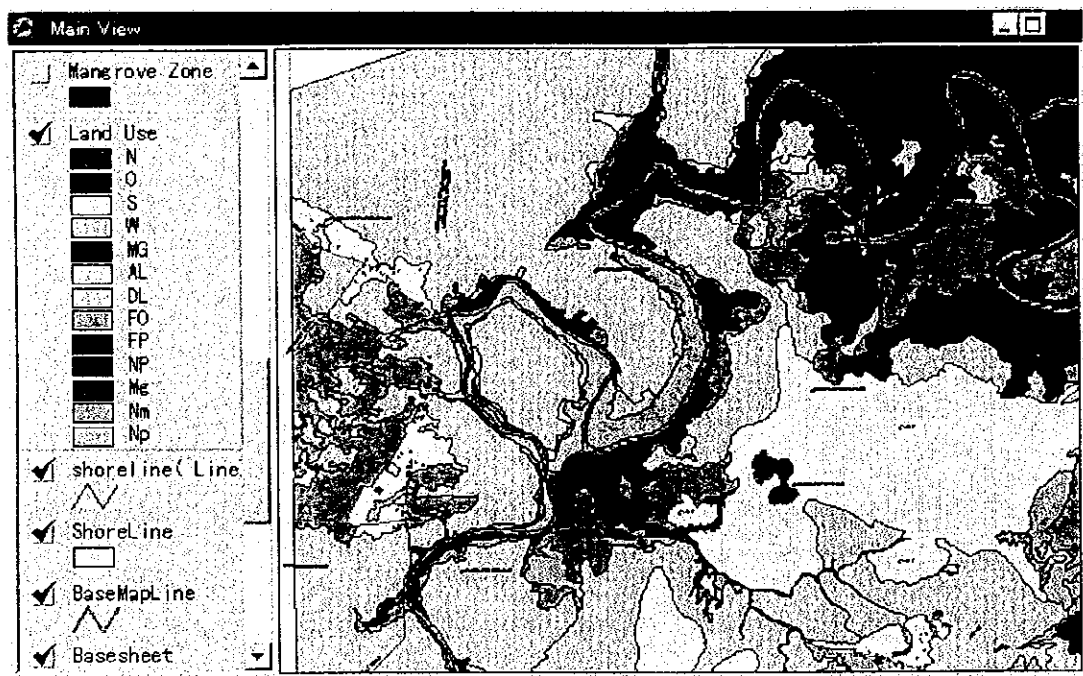 Main View
Mangrove Zone
Land Use
N
O
S
W
MG
AL
DL
FO
FP
NP
Mg
Nm
Np
shoreline( Line
ShoreLine
BaseMapLine
Basesheet